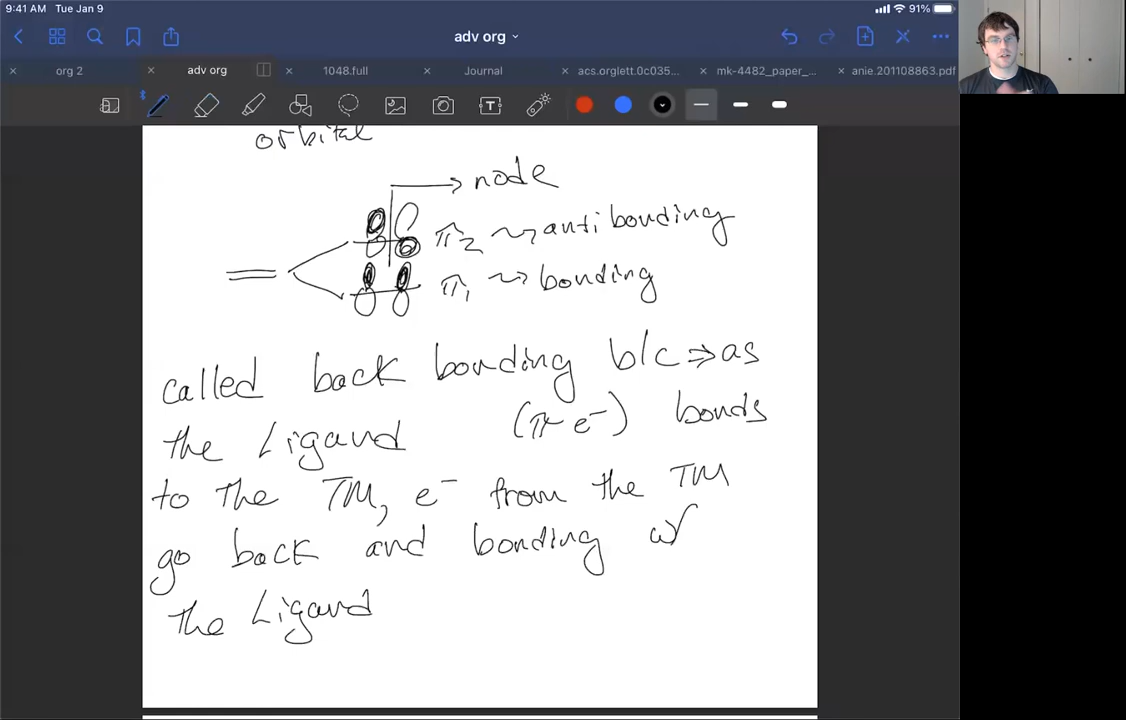 9:41 AM Tue Jan 9
91%
adv org
org 2
adv org
1048.full
Journal
acs.orglett.0c035...
mk-4482_paper_...
anie.201108863.pdf
T
orbital
node
π2 ⇝ antibonding
π1 ⇝ bonding
called back bonding b/c ⇒ as
the Ligand (π e⁻) bonds
to the TM, e⁻ from the TM
go back and bonding w/
the Ligand